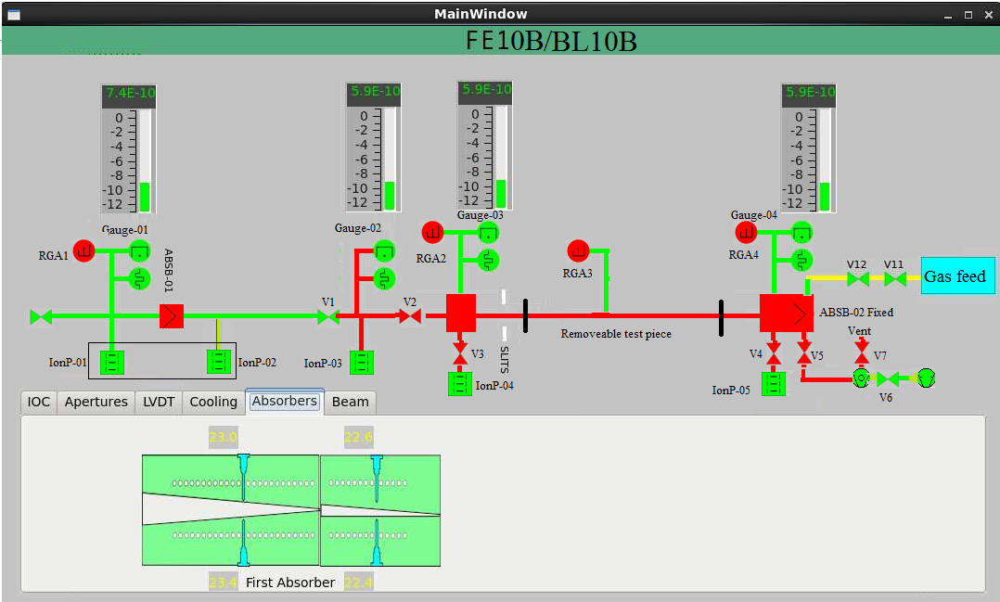 MainWindow
FE10B/BL10B
7.4E-10
5.9E-10
5.9E-10
5.9E-10
0
-2
-4
-6
-8
-10
-12
0
-2
-4
-6
-8
-10
-12
0
-2
-4
-6
-8
-10
-12
0
-2
-4
-6
-8
-10
-12
Gauge-01
Gauge-02
Gauge-03
Gauge-04
RGA1
ABSB-01
RGA2
RGA3
RGA4
V12
V11
Gas feed
V1
V2
ABSB-02 Fixed
Removeable test piece
Vent
IonP-01
IonP-02
IonP-03
V3
SLITS
IonP-04
V4
V5
V7
IonP-05
V6
IOC
Apertures
LVDT
Cooling
Absorbers
Beam
23.0
22.6
23.4
First Absorber
22.4